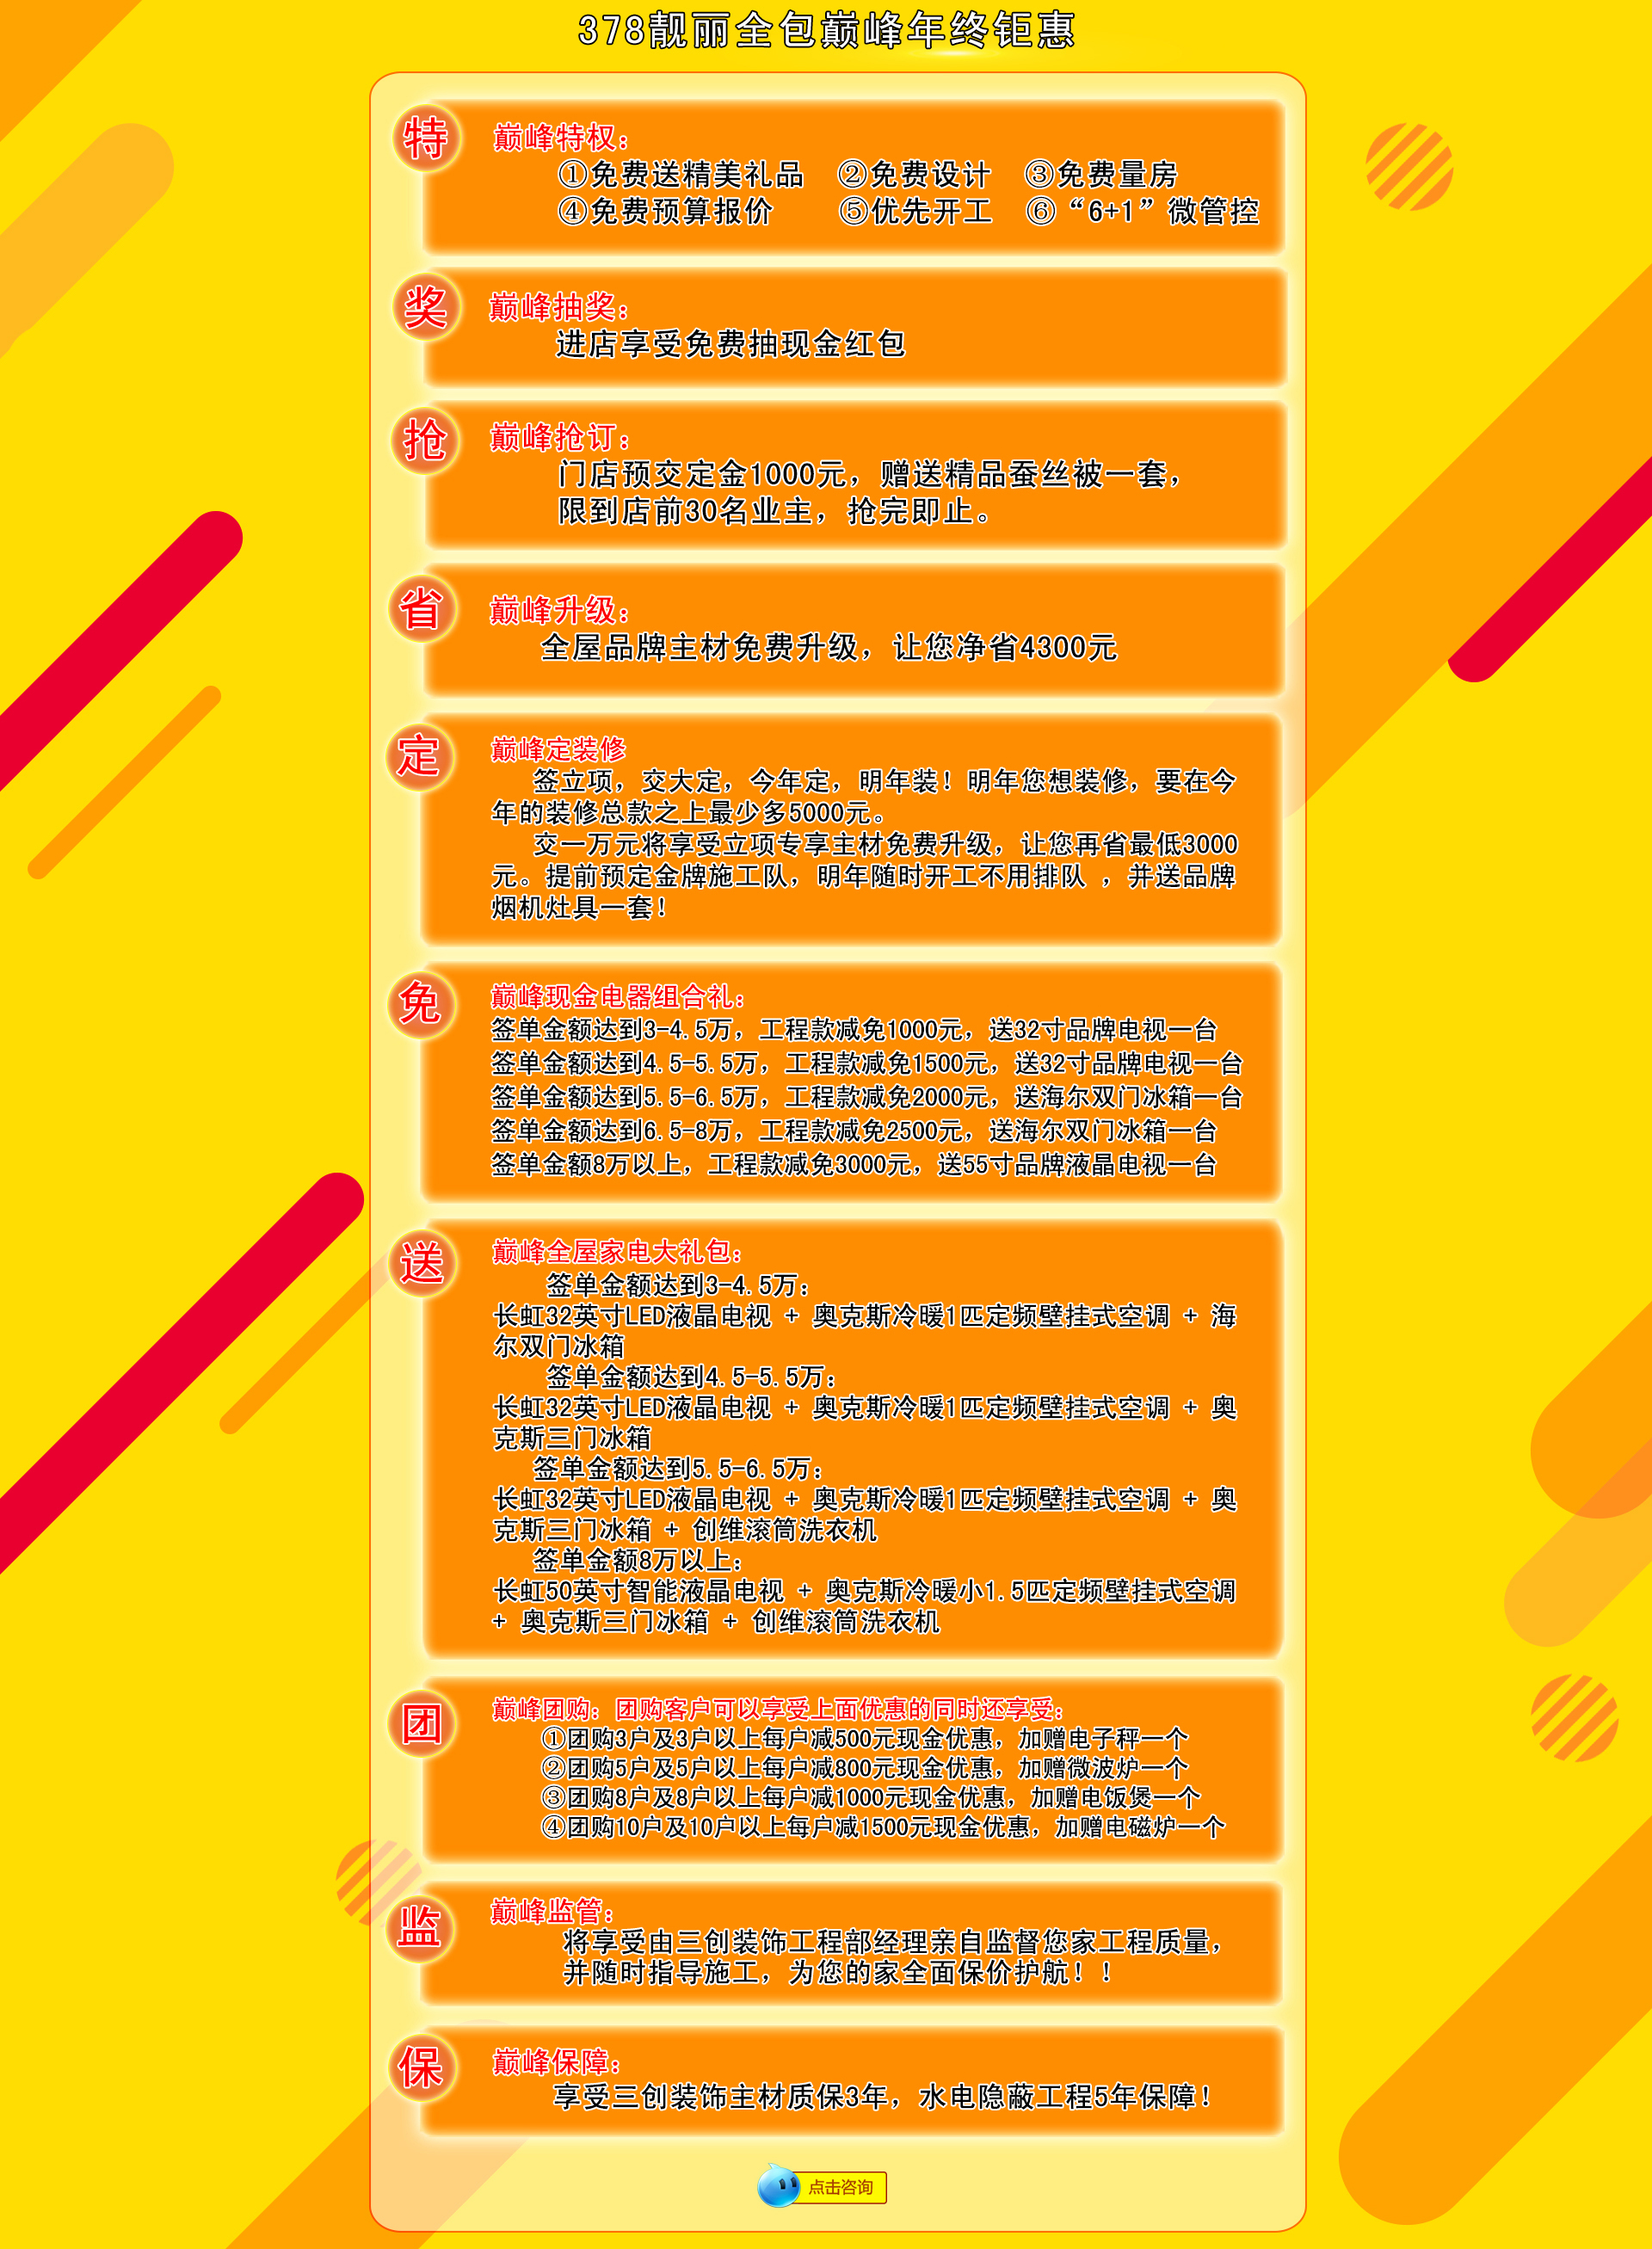 378靓丽全包巅峰年终钜惠
特
巅峰特权：
①免费送精美礼品 ②免费设计 ③免费量房
④免费预算报价 ⑤优先开工 ⑥“6+1”微管控
奖
巅峰抽奖：
进店享受免费抽现金红包
抢
巅峰抢订：
门店预交定金1000元，赠送精品蚕丝被一套，
限到店前30名业主，抢完即止。
省
巅峰升级：
全屋品牌主材免费升级，让您净省4300元
定
巅峰定装修
签立项，交大定，今年定，明年装！明年您想装修，要在今
年的装修总款之上最少多5000元。
交一万元将享受立项专享主材免费升级，让您再省最低3000
元。提前预定金牌施工队，明年随时开工不用排队 ，并送品牌
烟机灶具一套！
免
巅峰现金电器组合礼：
签单金额达到3-4.5万，工程款减免1000元，送32寸品牌电视一台
签单金额达到4.5-5.5万，工程款减免1500元，送32寸品牌电视一台
签单金额达到5.5-6.5万，工程款减免2000元，送海尔双门冰箱一台
签单金额达到6.5-8万，工程款减免2500元，送海尔双门冰箱一台
签单金额8万以上，工程款减免3000元，送55寸品牌液晶电视一台
送
巅峰全屋家电大礼包：
签单金额达到3-4.5万：
长虹32英寸LED液晶电视 + 奥克斯冷暖1匹定频壁挂式空调 + 海
尔双门冰箱
签单金额达到4.5-5.5万：
长虹32英寸LED液晶电视 + 奥克斯冷暖1匹定频壁挂式空调 + 奥
克斯三门冰箱
签单金额达到5.5-6.5万：
长虹32英寸LED液晶电视 + 奥克斯冷暖1匹定频壁挂式空调 + 奥
克斯三门冰箱 + 创维滚筒洗衣机
签单金额8万以上：
长虹50英寸智能液晶电视 + 奥克斯冷暖小1.5匹定频壁挂式空调
+ 奥克斯三门冰箱 + 创维滚筒洗衣机
团
巅峰团购：团购客户可以享受上面优惠的同时还享受：
①团购3户及3户以上每户减500元现金优惠，加赠电子秤一个
②团购5户及5户以上每户减800元现金优惠，加赠微波炉一个
③团购8户及8户以上每户减1000元现金优惠，加赠电饭煲一个
④团购10户及10户以上每户减1500元现金优惠，加赠电磁炉一个
监
巅峰监管：
将享受由三创装饰工程部经理亲自监督您家工程质量，
并随时指导施工，为您的家全面保价护航！！
保
巅峰保障：
享受三创装饰主材质保3年，水电隐蔽工程5年保障！
点击咨询